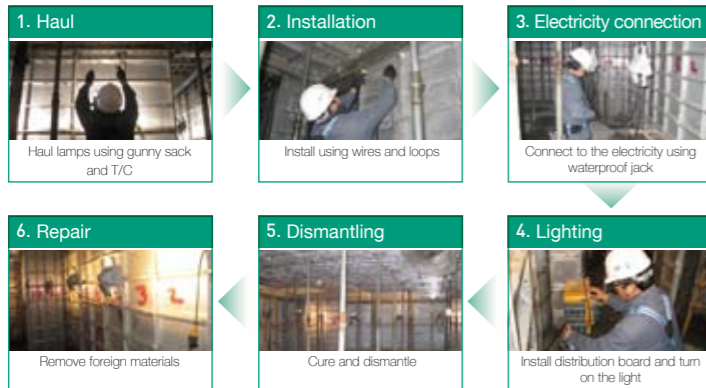 1. Haul
Haul lamps using gunny sack
and T/C
2. Installation
Install using wires and loops
3. Electricity connection
Connect to the electricity using
waterproof jack
4. Lighting
Install distribution board and turn
on the light
5. Dismantling
Cure and dismantle
6. Repair
Remove foreign materials
3-2